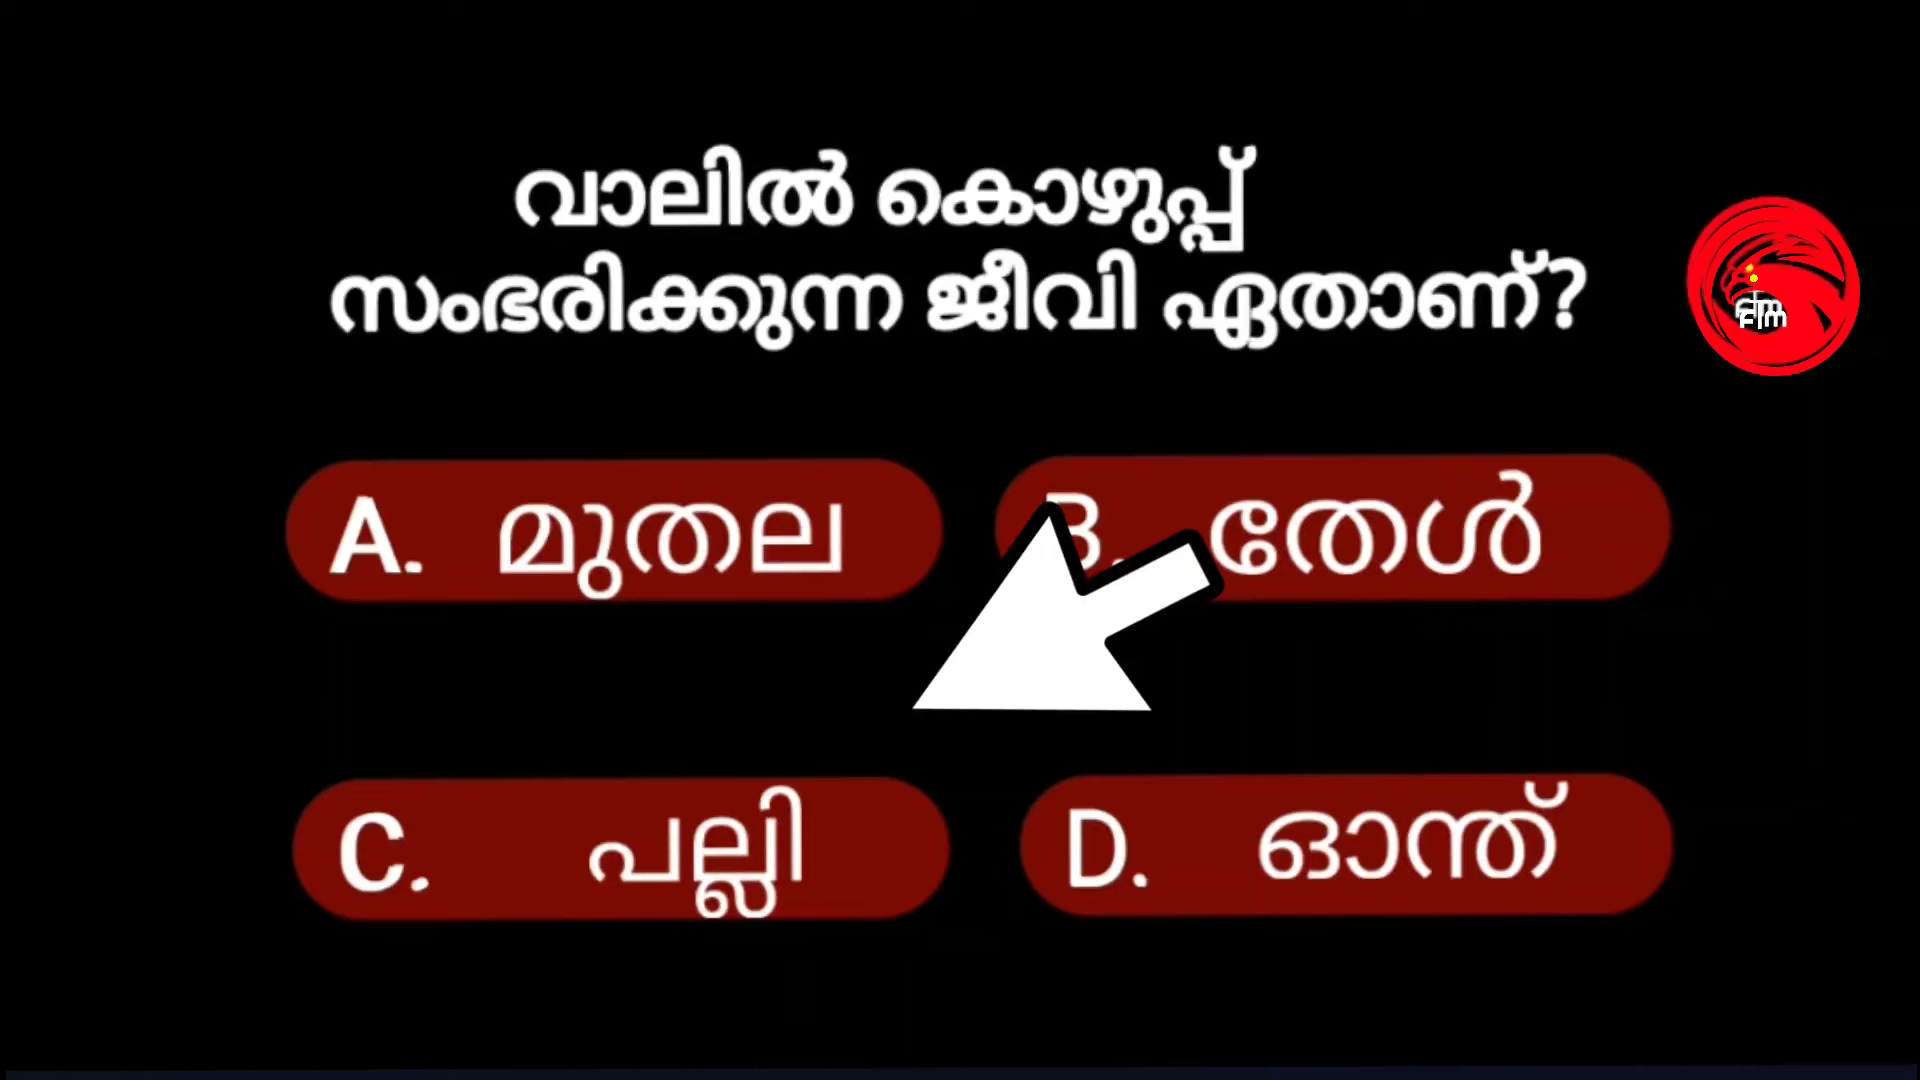 വാലിൽ കൊഴുപ്പ്
സംഭരിക്കുന്ന ജീവി ഏതാണ്?
A. മുതല
B. തേൾ
C. പല്ലി
D. ഓന്ത്